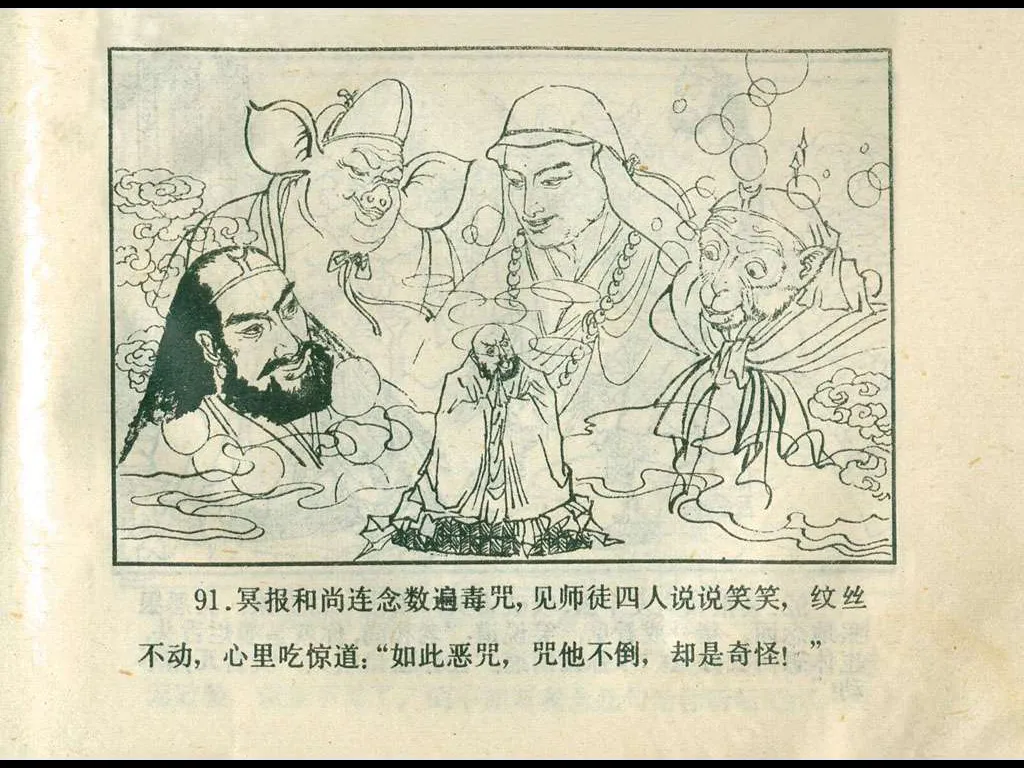 91.冥报和尚连念数遍毒咒，见师徒四人说说笑笑，纹丝
不动，心里吃惊道：“如此恶咒，咒他不倒，却是奇怪！”